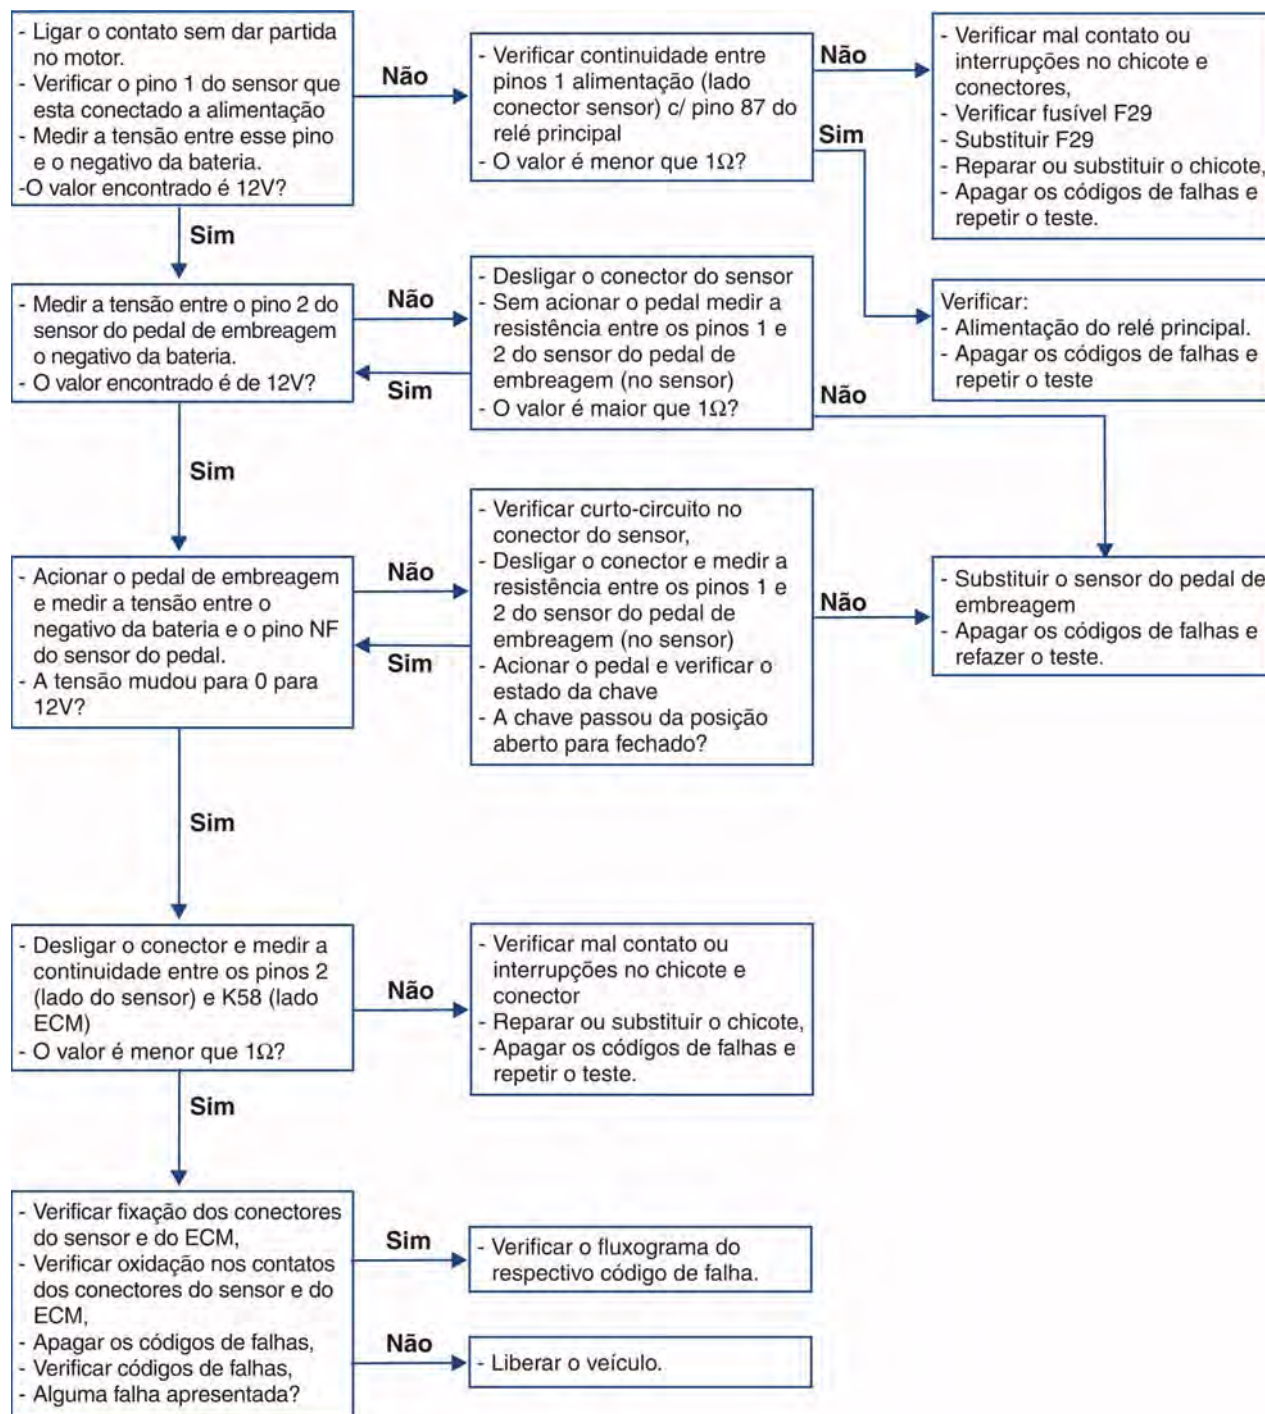 - Ligar o contato sem dar partida
no motor.
- Verificar o pino 1 do sensor que
esta conectado a alimentação
- Medir a tensão entre esse pino
e o negativo da bateria.
-O valor encontrado é 12V?
Não
- Verificar continuidade entre
pinos 1 alimentação (lado
conector sensor) c/ pino 87 do
relé principal
- O valor é menor que 1Ω?
Não
Sim
- Verificar mal contato ou
interrupções no chicote e
conectores,
- Verificar fusível F29
- Substituir F29
- Reparar ou substituir o chicote,
- Apagar os códigos de falhas e
repetir o teste.
Sim
- Medir a tensão entre o pino 2 do
sensor do pedal de embreagem
o negativo da bateria.
- O valor encontrado é de 12V?
Não
Sim
- Desligar o conector do sensor
- Sem acionar o pedal medir a
resistência entre os pinos 1 e
2 do sensor do pedal de
embreagem (no sensor)
- O valor é maior que 1Ω?
Não
Verificar:
- Alimentação do relé principal.
- Apagar os códigos de falhas e
repetir o teste
Sim
- Acionar o pedal de embreagem
e medir a tensão entre o
negativo da bateria e o pino NF
do sensor do pedal.
- A tensão mudou para 0 para
12V?
Não
Sim
- Verificar curto-circuito no
conector do sensor,
- Desligar o conector e medir a
resistência entre os pinos 1 e
2 do sensor do pedal de
embreagem (no sensor)
- Acionar o pedal e verificar o
estado da chave
- A chave passou da posição
aberto para fechado?
Não
- Substituir o sensor do pedal de
embreagem
- Apagar os códigos de falhas e
refazer o teste.
Sim
- Desligar o conector e medir a
continuidade entre os pinos 2
(lado do sensor) e K58 (lado
ECM)
- O valor é menor que 1Ω?
Não
- Verificar mal contato ou
interrupções no chicote e
conector
- Reparar ou substituir o chicote,
- Apagar os códigos de falhas e
repetir o teste.
Sim
- Verificar fixação dos conectores
do sensor e do ECM,
- Verificar oxidação nos contatos
dos conectores do sensor e do
ECM,
- Apagar os códigos de falhas,
- Verificar códigos de falhas,
- Alguma falha apresentada?
Sim
- Verificar o fluxograma do
respectivo código de falha.
Não
- Liberar o veículo.